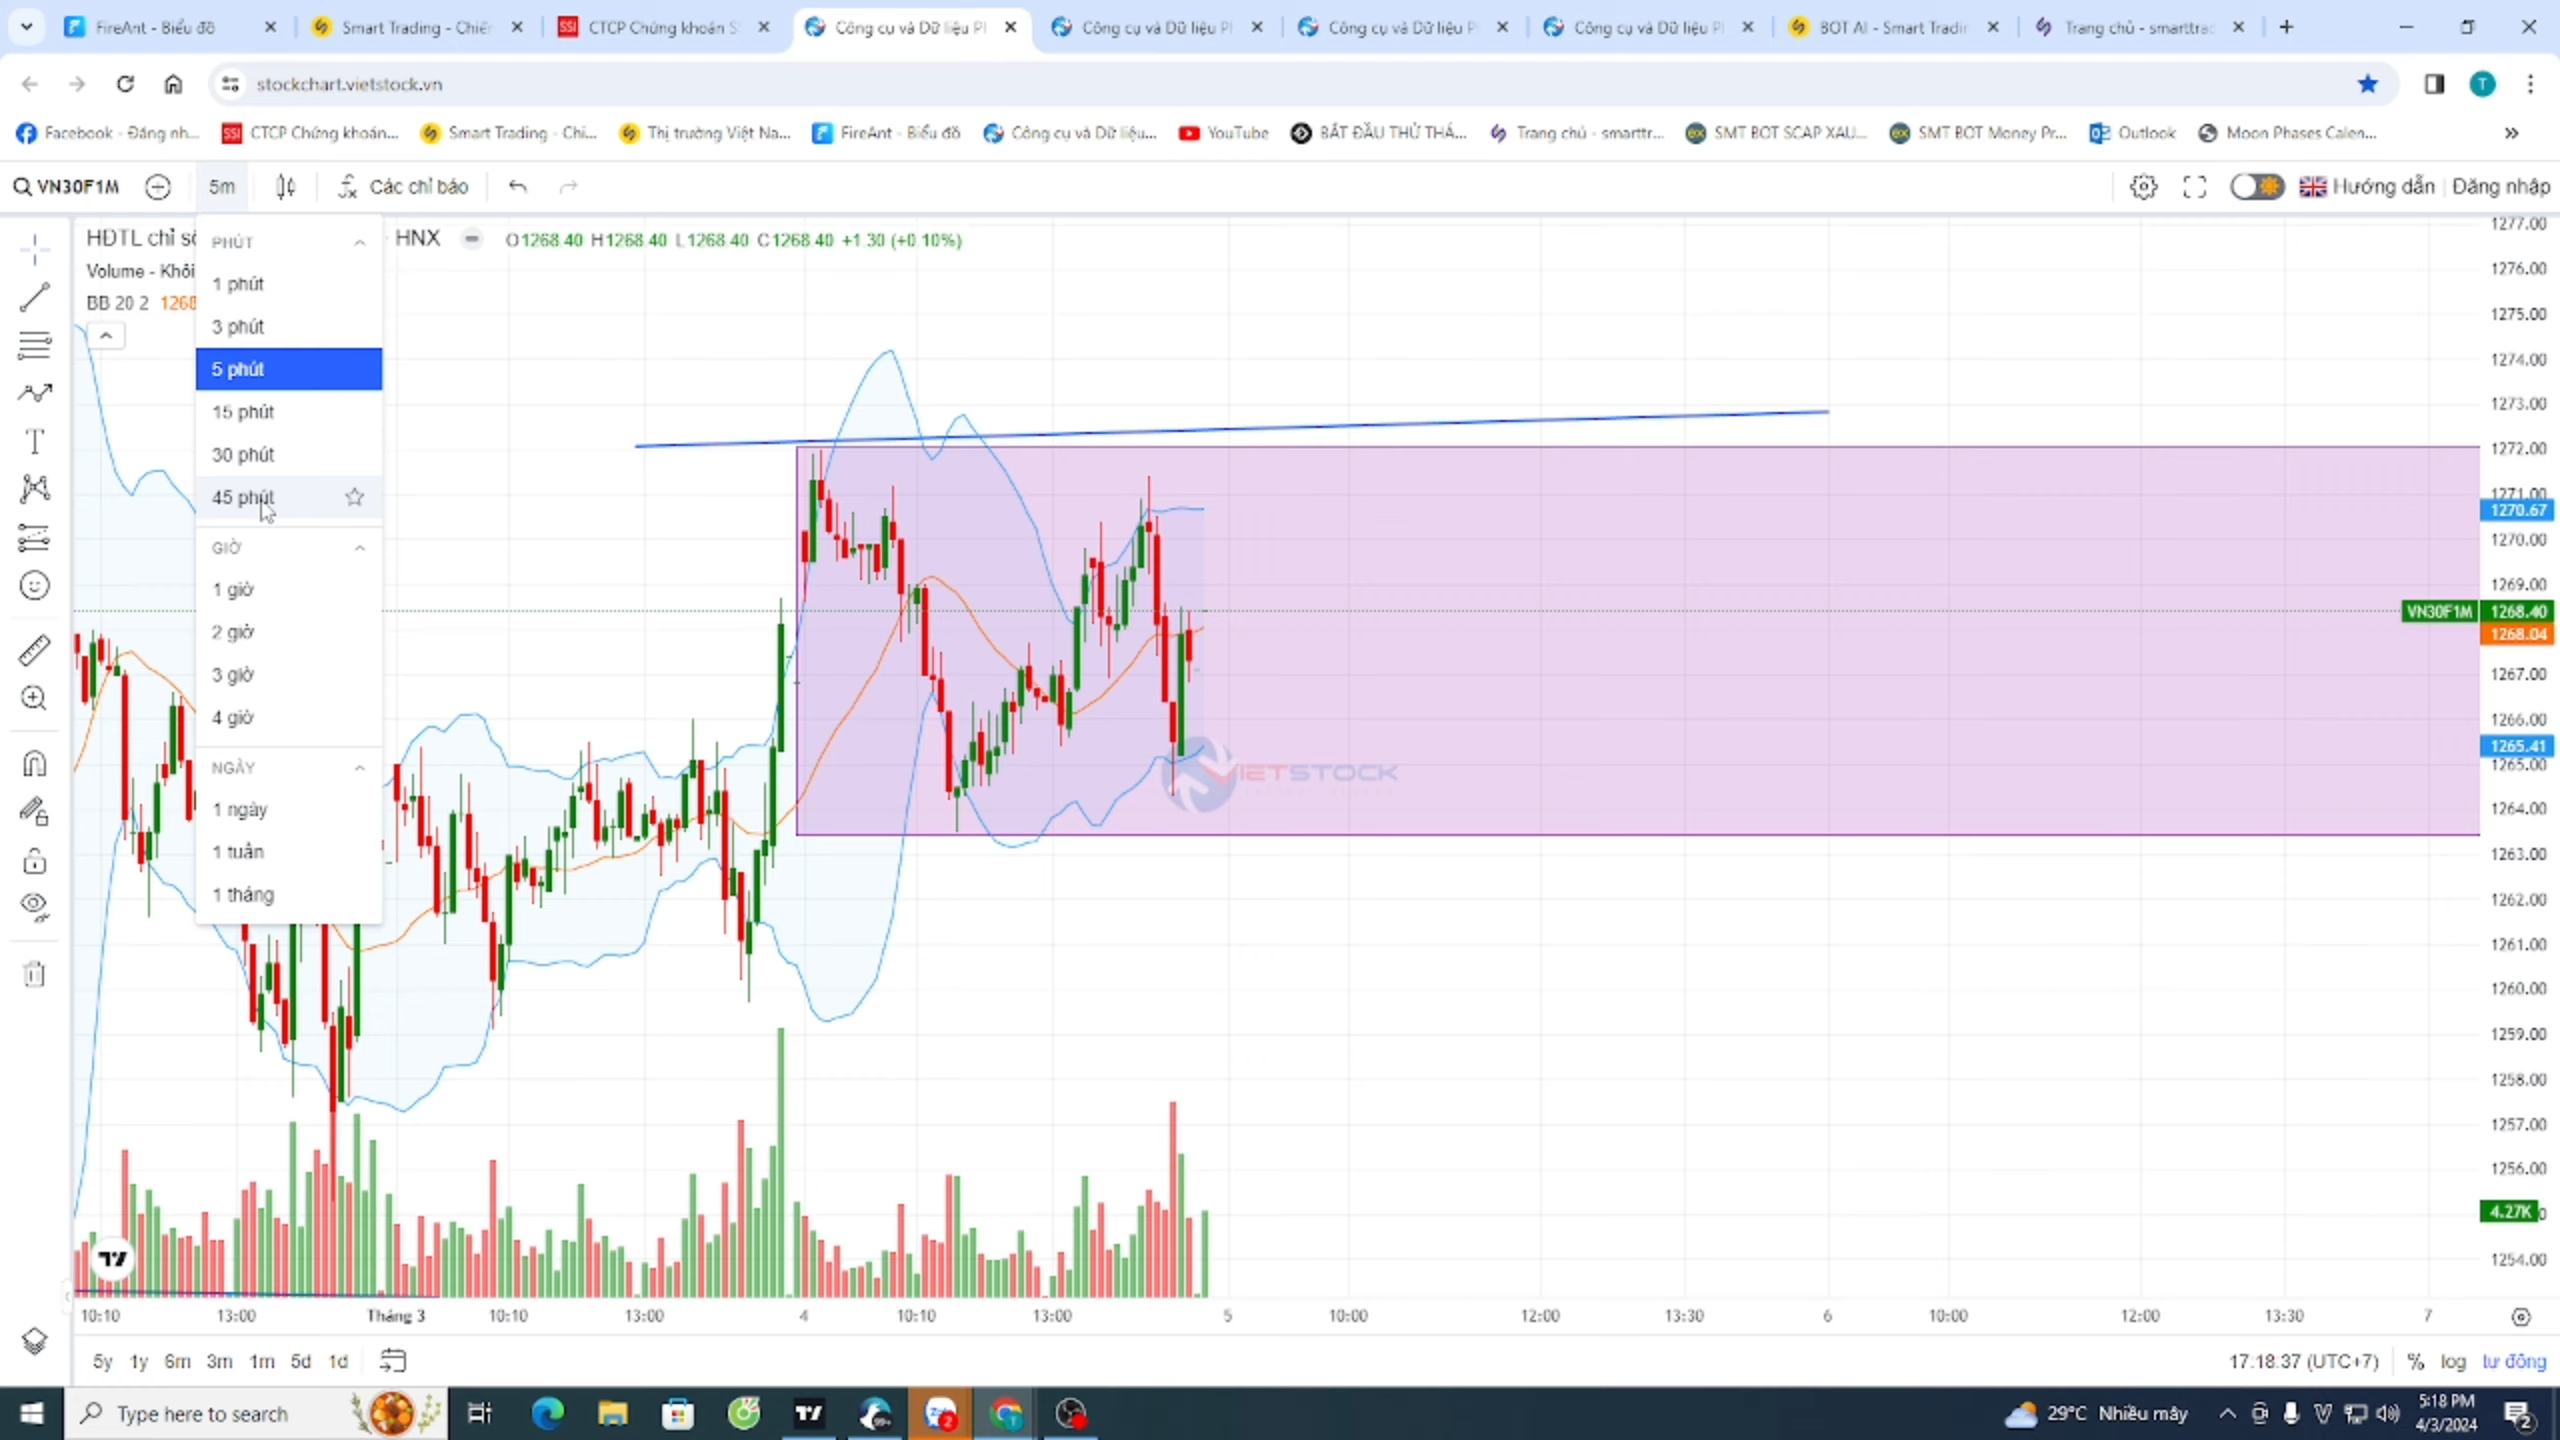 FireAnt - Biểu đồ
Smart Trading - Chiến
CTCP Chứng khoán S
Công cụ và Dữ liệu P
Công cụ và Dữ liệu P
Công cụ và Dữ liệu P
Công cụ và Dữ liệu P
BOT AI - Smart Tradin
Trang chủ - smarttrad
stockchart.vietstock.vn
Facebook - Đăng nh...
CTCP Chứng khoán...
Smart Trading - Chi...
Thị trường Việt Na...
FireAnt - Biểu đồ
Công cụ và Dữ liệu...
YouTube
BẮT ĐẦU THỬ THÁ...
Trang chủ - smarttr...
SMT BOT SCAP XAU...
SMT BOT Money Pr...
Outlook
Moon Phases Calen...
VN30F1M
5m
Các chỉ báo
Hướng dẫn
Đăng nhập
HĐTL chỉ số
HNX
O1268.40 H1268.40 L1268.40 C1268.40 +1.30 (+0.10%)
Volume - Khối
BB 20 2 1268
PHÚT
1 phút
3 phút
5 phút
15 phút
30 phút
45 phút
GIỜ
1 giờ
2 giờ
3 giờ
4 giờ
NGÀY
1 ngày
1 tuần
1 tháng
1277.00
1276.00
1275.00
1274.00
1273.00
1272.00
1271.00
1270.67
1270.00
1269.00
VN30F1M 1268.40
1268.04
1267.00
1266.00
1265.41
1265.00
1264.00
1263.00
1262.00
1261.00
1260.00
1259.00
1258.00
1257.00
1256.00
4.27K
1254.00
VIETSTOCK
10:10 13:00 Tháng 3 10:10 13:00 4 10:10 13:00 5 10:00 12:00 13:30 6 10:00 12:00 13:30 7
5y 1y 6m 3m 1m 5d 1d
17:18:37 (UTC+7) % log tự động
Type here to search
99+
Zalo
2
29°C Nhiều mây
5:18 PM
4/3/2024
2